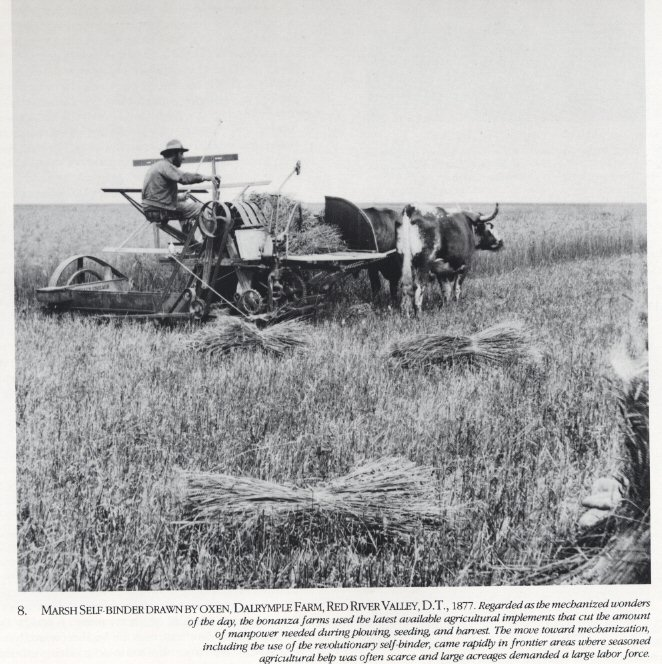 8. MARSH SELF-BINDER DRAWN BY OXEN, DALRYMPLE FARM, RED RIVER VALLEY, D.T., 1877. Regarded as the mechanized wonders
of the day, the bonanza farms used the latest available agricultural implements that cut the amount
of manpower needed during plowing, seeding, and harvest. The move toward mechanization,
including the use of the revolutionary self-binder, came rapidly in frontier areas where seasoned
agricultural help was often scarce and large acreages demanded a large labor force.